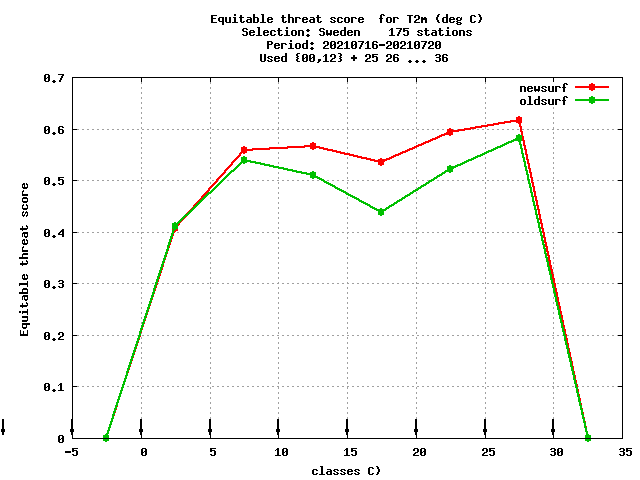 Equitable threat score  for T2m (deg C)
Selection: Sweden    175 stations
Period: 20210716-20210720
Used {00,12} + 25 26 ... 36
newsurf
oldsurf
0.7
0.6
0.5
0.4
0.3
0.2
0.1
0
Equitable threat score
-5 0 5 10 15 20 25 30 35
classes C)